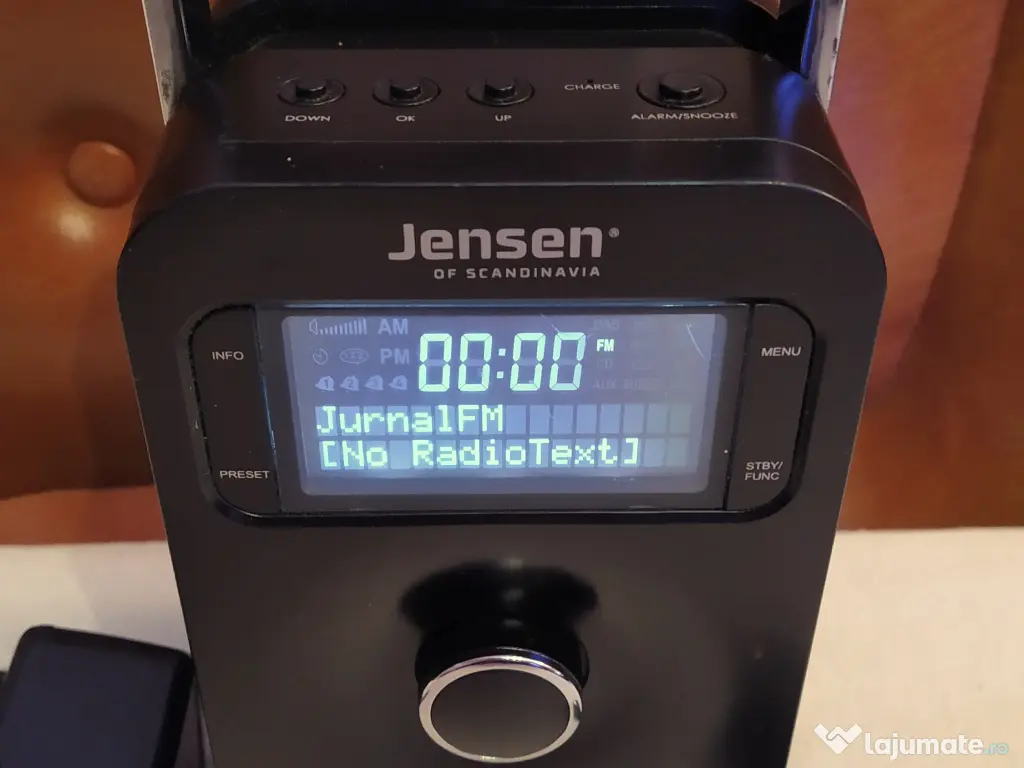 DOWN
OK
UP
CHARGE
ALARM/SNOOZE
Jensen®
OF SCANDINAVIA
INFO
PRESET
AM
PM
00:00
FM
JurnalFM
[No RadioText]
MENU
STBY/
FUNC
lajumate.ro